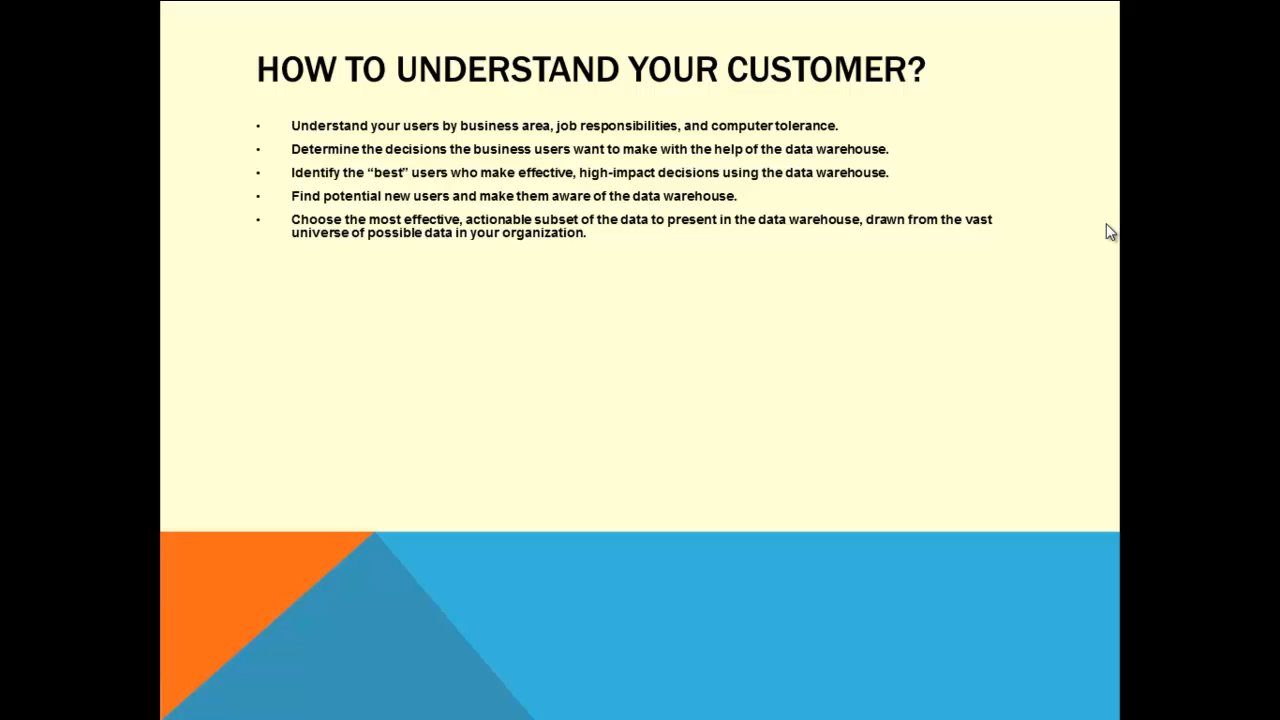 HOW TO UNDERSTAND YOUR CUSTOMER?
• Understand your users by business area, job responsibilities, and computer tolerance.
• Determine the decisions the business users want to make with the help of the data warehouse.
• Identify the “best” users who make effective, high-impact decisions using the data warehouse.
• Find potential new users and make them aware of the data warehouse.
• Choose the most effective, actionable subset of the data to present in the data warehouse, drawn from the vast
universe of possible data in your organization.